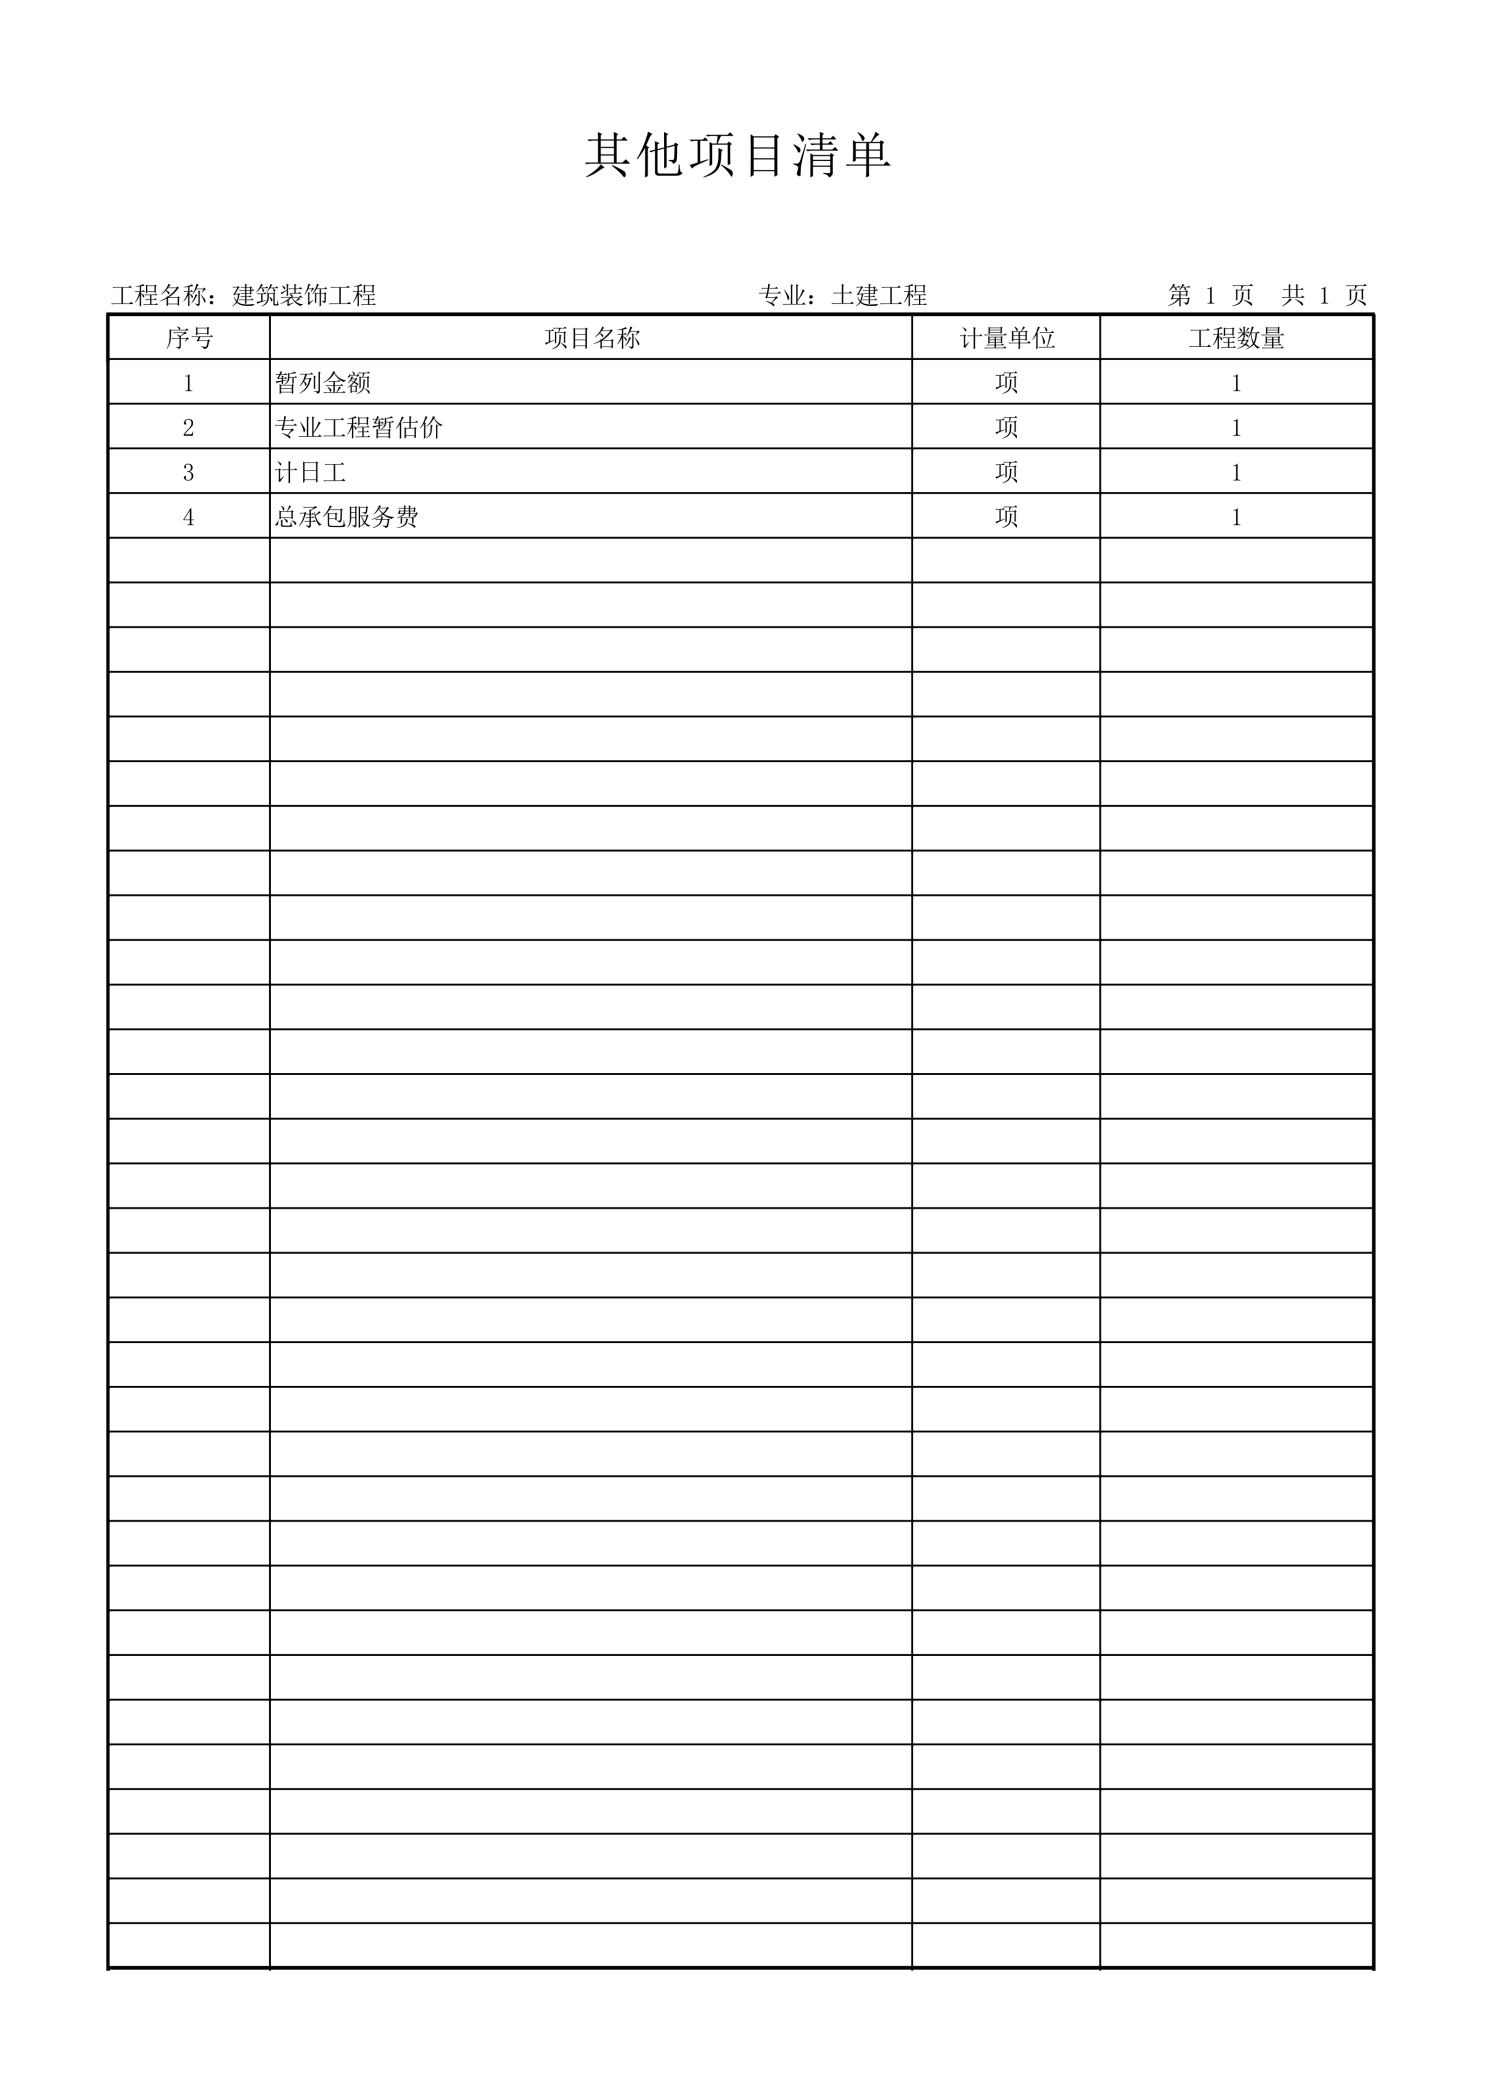 其他项目清单
工程名称：建筑装饰工程 专业：土建工程 第 1 页 共 1 页
序号 项目名称 计量单位 工程数量
1 暂列金额 项 1
2 专业工程暂估价 项 1
3 计日工 项 1
4 总承包服务费 项 1